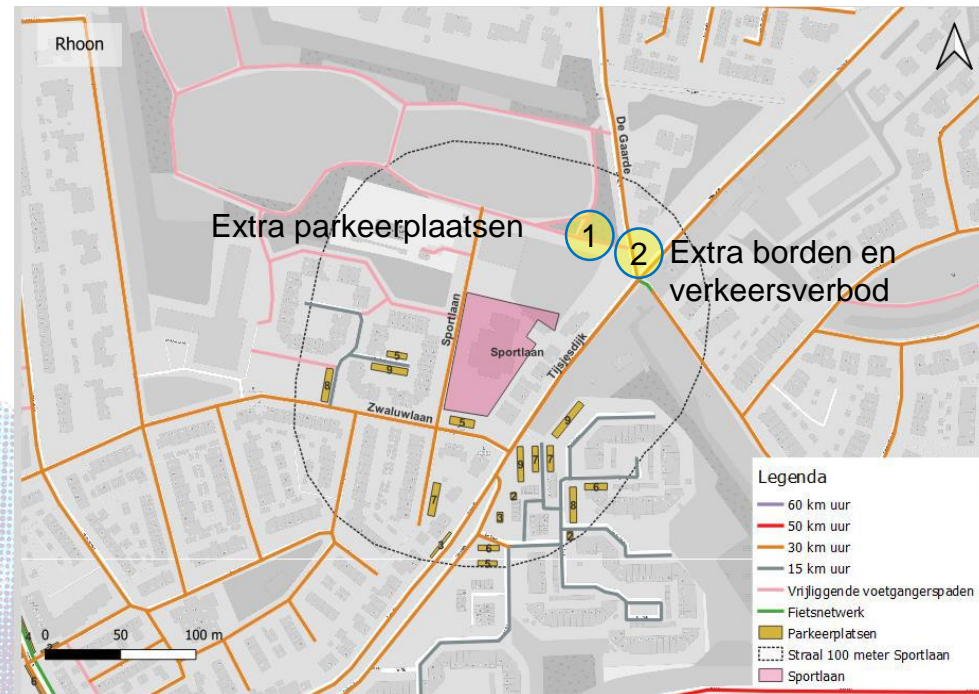 Rhoon
De Gaarde
Extra parkeerplaatsen
1
2
Extra borden en
verkeersverbod
Sportlaan
Sportlaan
Tijsjesdijk
Zwaluwlaan
5
9
8
5
9
9
7
7
6
2
8
7
3
2
3
6
5
Legenda
60 km uur
50 km uur
30 km uur
15 km uur
Vrijliggende voetgangerspaden
Fietsnetwerk
Parkeerplatsen
Straal 100 meter Sportlaan
Sportlaan
0 50 100 m